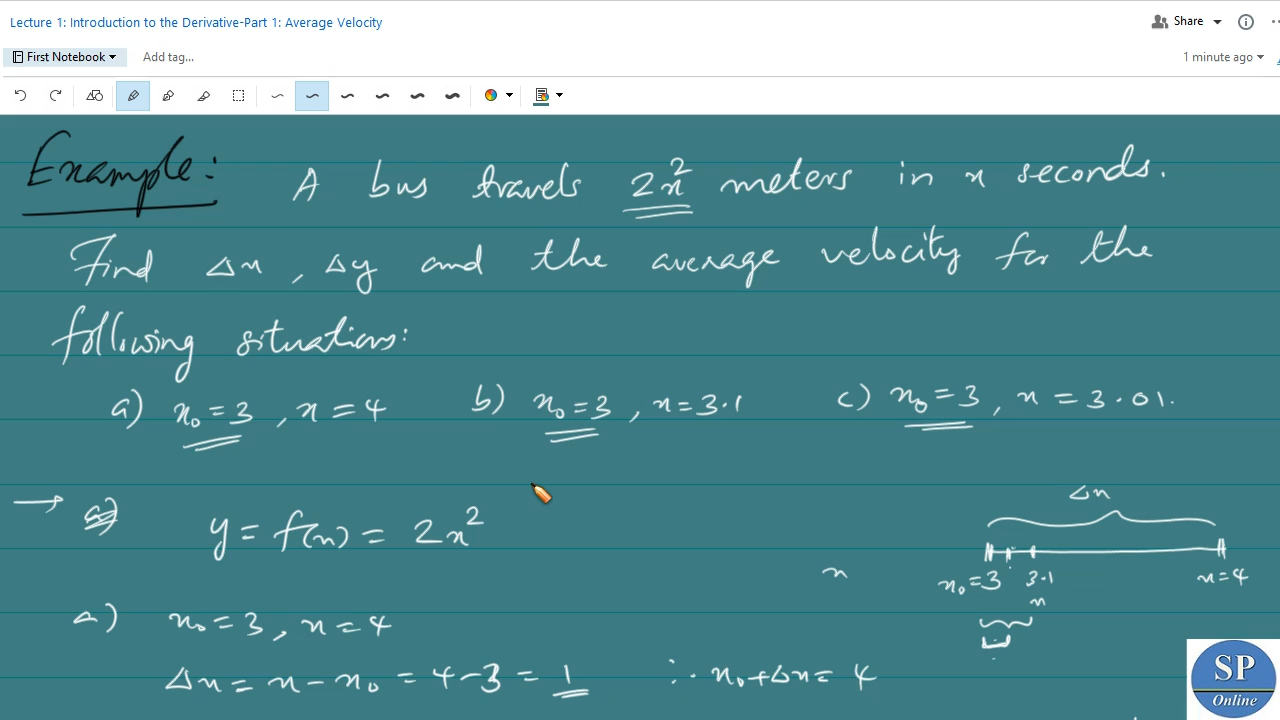 Lecture 1: Introduction to the Derivative-Part 1: Average Velocity
Share
First Notebook
Add tag...
1 minute ago
Example: A bus travels 2x² meters in x seconds.
Find Δx, Δy and the average velocity for the
following situations:
a) x₀ = 3, x = 4 b) x₀ = 3, x = 3.1 c) x₀ = 3, x = 3.01.
Δx
y = f(x) = 2x²
x₀ = 3 3.1 x = 4
x
x
a) x₀ = 3, x = 4
Δx = x - x₀ = 4 - 3 = 1 ∴ x₀ + Δx = 4
SP
Online